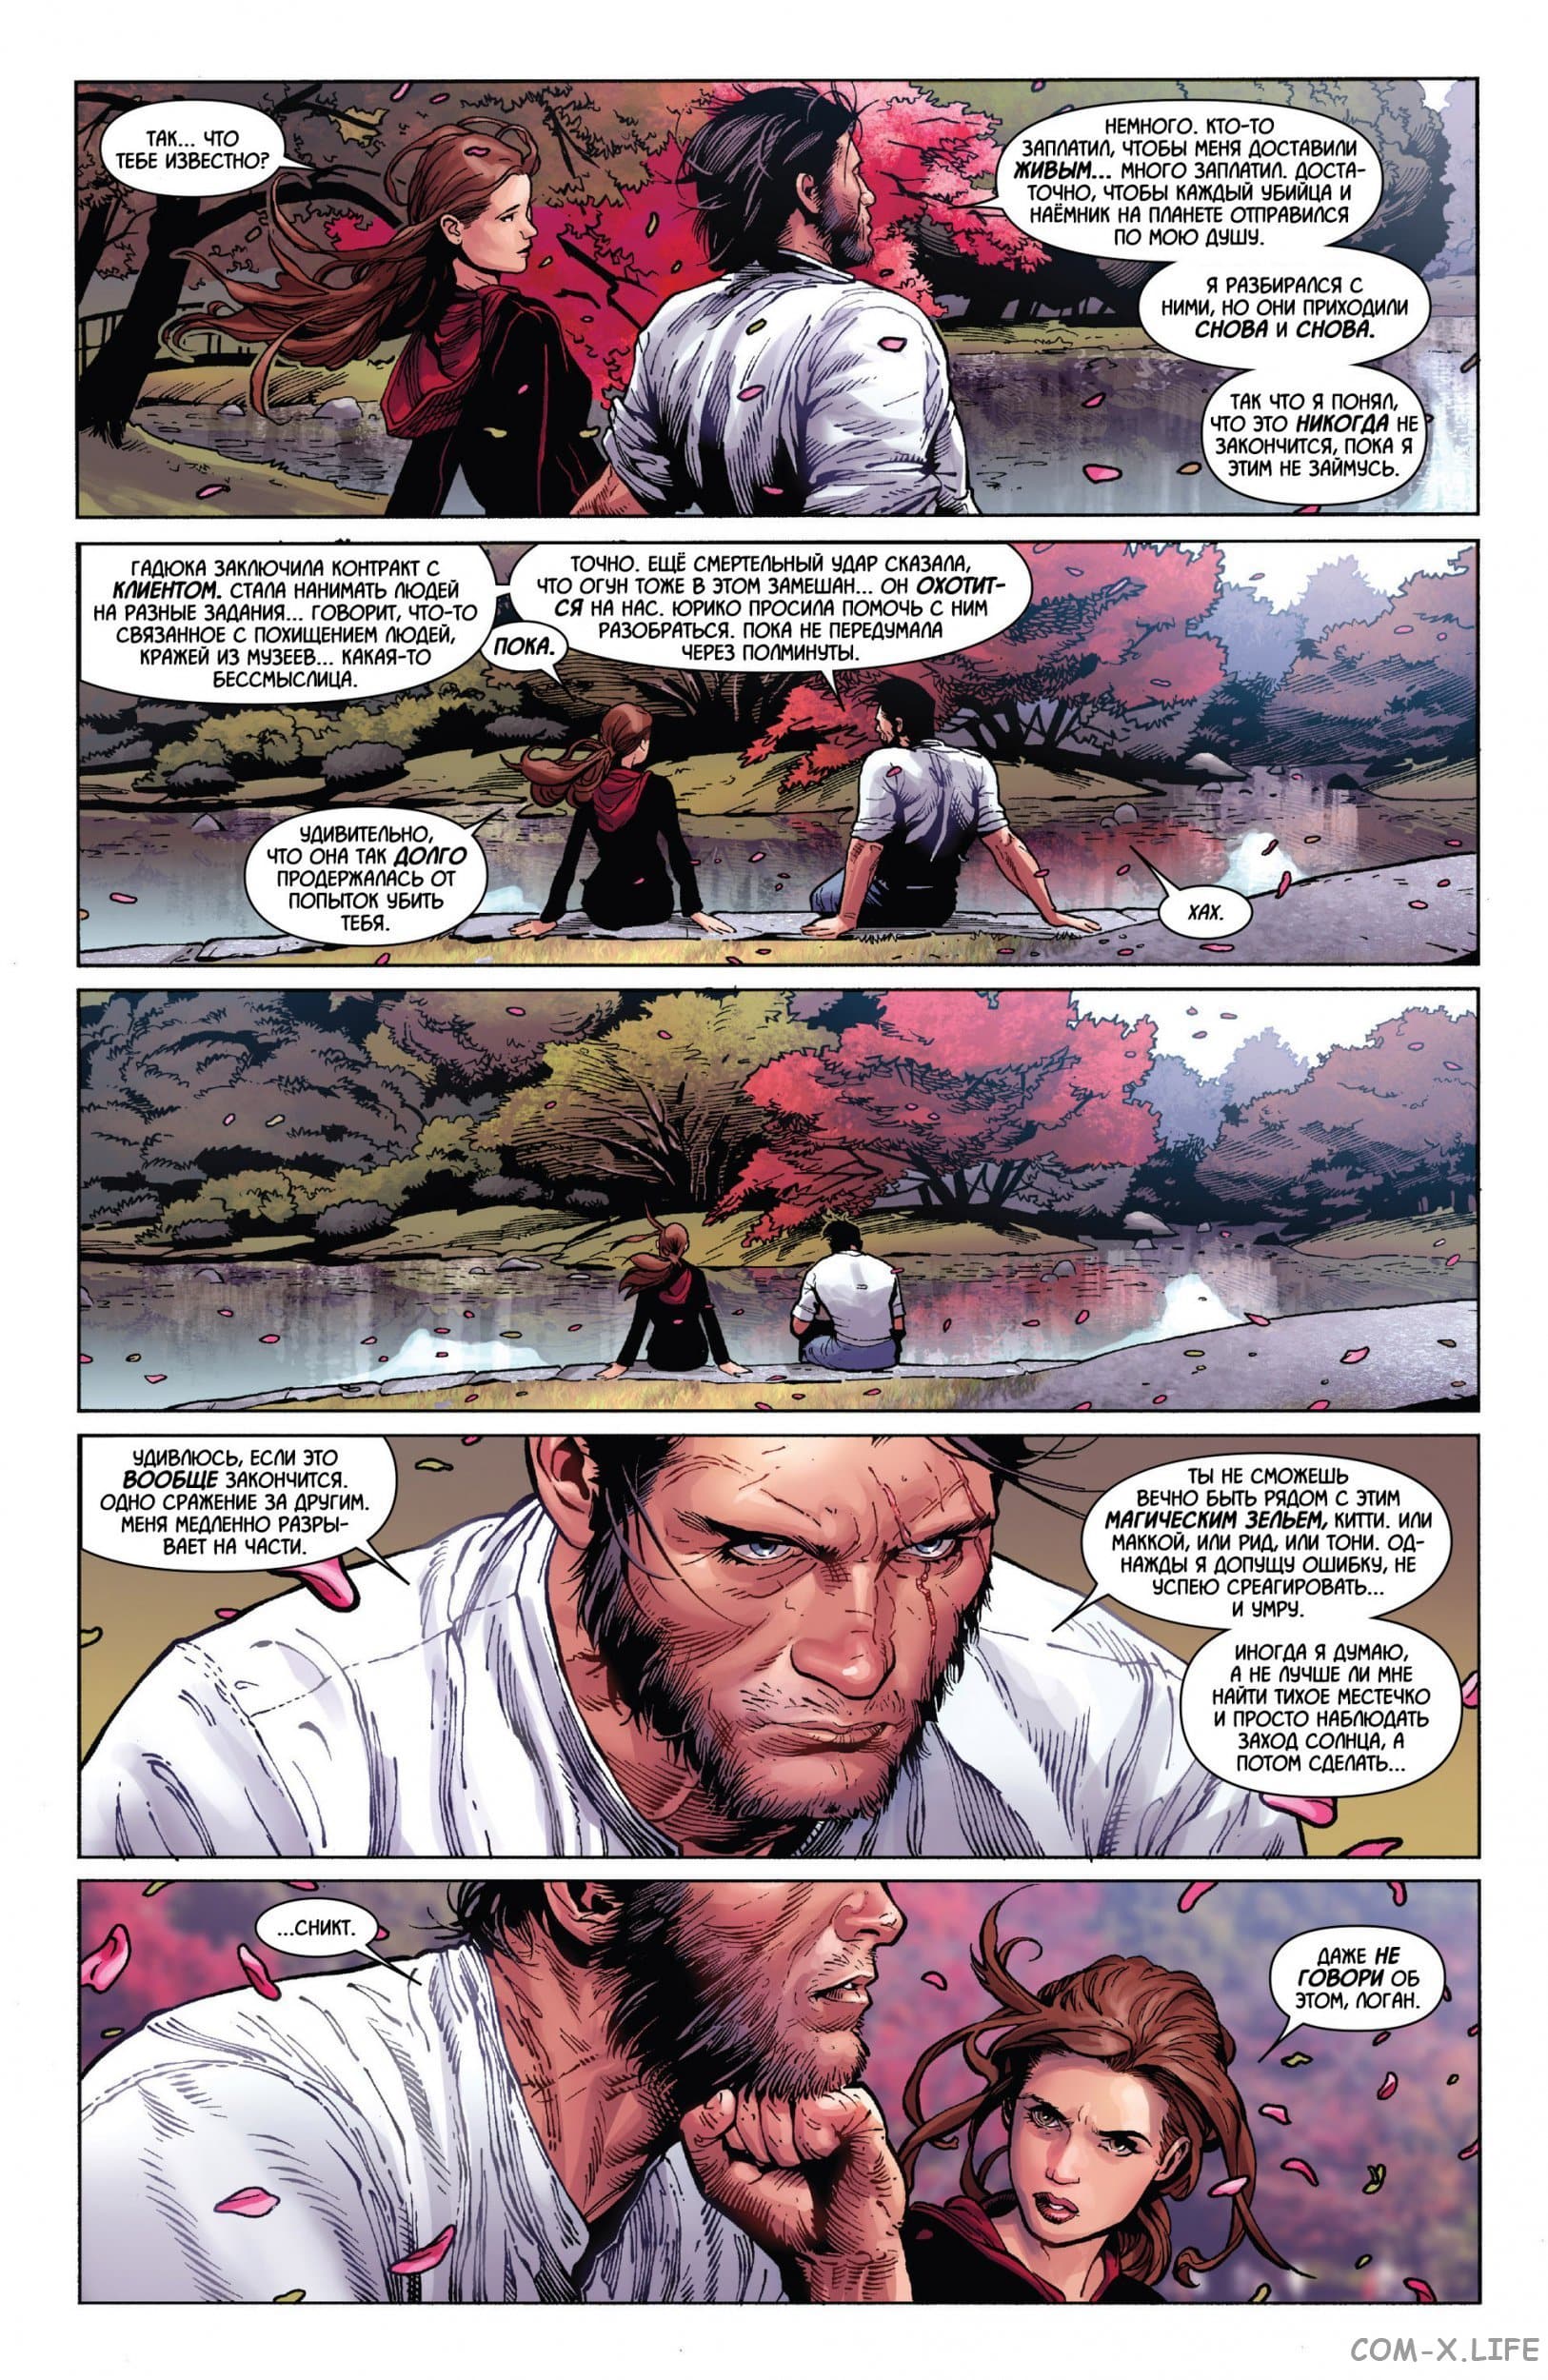 ТАК... ЧТО
ТЕБЕ ИЗВЕСТНО?
НЕМНОГО. КТО-ТО
ЗАПЛАТИЛ, ЧТОБЫ МЕНЯ ДОСТАВИЛИ
ЖИВЫМ... МНОГО ЗАПЛАТИЛ. ДОСТА-
ТОЧНО, ЧТОБЫ КАЖДЫЙ УБИЙЦА И
НАЁМНИК НА ПЛАНЕТЕ ОТПРАВИЛСЯ
ПО МОЮ ДУШУ.
Я РАЗБИРАЛСЯ С
НИМИ, НО ОНИ ПРИХОДИЛИ
СНОВА И СНОВА.
ТАК ЧТО Я ПОНЯЛ,
ЧТО ЭТО НИКОГДА НЕ
ЗАКОНЧИТСЯ, ПОКА Я
ЭТИМ НЕ ЗАЙМУСЬ.
ГАДЮКА ЗАКЛЮЧИЛА КОНТРАКТ С
КЛИЕНТОМ. СТАЛА НАНИМАТЬ ЛЮДЕЙ
НА РАЗНЫЕ ЗАДАНИЯ... ГОВОРИТ, ЧТО-ТО
СВЯЗАННОЕ С ПОХИЩЕНИЕМ ЛЮДЕЙ,
КРАЖЕЙ ИЗ МУЗЕЕВ... КАКАЯ-ТО
БЕССМЫСЛИЦА.
ПОКА.
ТОЧНО. ЕЩЁ СМЕРТЕЛЬНЫЙ УДАР СКАЗАЛА,
ЧТО ОГУН ТОЖЕ В ЭТОМ ЗАМЕШАН... ОН ОХОТИТ-
СЯ НА НАС. ЮРИКО ПРОСИЛА ПОМОЧЬ С НИМ
РАЗОБРАТЬСЯ. ПОКА НЕ ПЕРЕДУМАЛА
ЧЕРЕЗ ПОЛМИНУТЫ.
УДИВИТЕЛЬНО,
ЧТО ОНА ТАК ДОЛГО
ПРОДЕРЖАЛАСЬ ОТ
ПОПЫТОК УБИТЬ
ТЕБЯ.
ХАХ.
УДИВЛЮСЬ, ЕСЛИ ЭТО
ВООБЩЕ ЗАКОНЧИТСЯ.
ОДНО СРАЖЕНИЕ ЗА ДРУГИМ.
МЕНЯ МЕДЛЕННО РАЗРЫ-
ВАЕТ НА ЧАСТИ.
ТЫ НЕ СМОЖЕШЬ
ВЕЧНО БЫТЬ РЯДОМ С ЭТИМ
МАГИЧЕСКИМ ЗЕЛЬЕМ, КИТТИ. ИЛИ
МАККОЙ, ИЛИ РИД, ИЛИ ТОНИ. ОД-
НАЖДЫ Я ДОПУЩУ ОШИБКУ, НЕ
УСПЕЮ СРЕАГИРОВАТЬ...
И УМРУ.
ИНОГДА Я ДУМАЮ,
А НЕ ЛУЧШЕ ЛИ МНЕ
НАЙТИ ТИХОЕ МЕСТЕЧКО
И ПРОСТО НАБЛЮДАТЬ
ЗАХОД СОЛНЦА, А
ПОТОМ СДЕЛАТЬ...
...СНИКТ.
ДАЖЕ НЕ
ГОВОРИ ОБ
ЭТОМ, ЛОГАН.
COM-X.LIFE